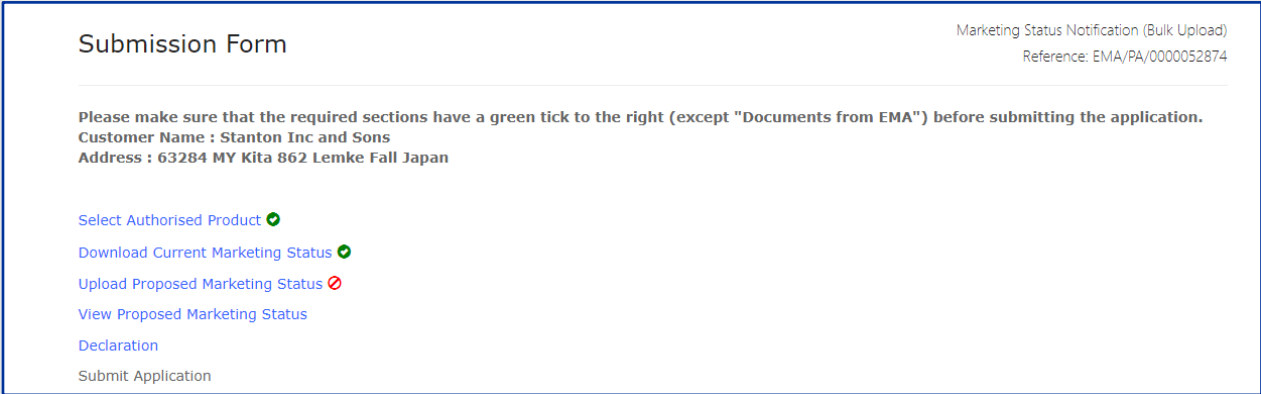 Submission Form
Marketing Status Notification (Bulk Upload)
Reference: EMA/PA/0000052874
Please make sure that the required sections have a green tick to the right (except "Documents from EMA") before submitting the application.
Customer Name : Stanton Inc and Sons
Address : 63284 MY Kita 862 Lemke Fall Japan
Select Authorised Product
Download Current Marketing Status
Upload Proposed Marketing Status
View Proposed Marketing Status
Declaration
Submit Application